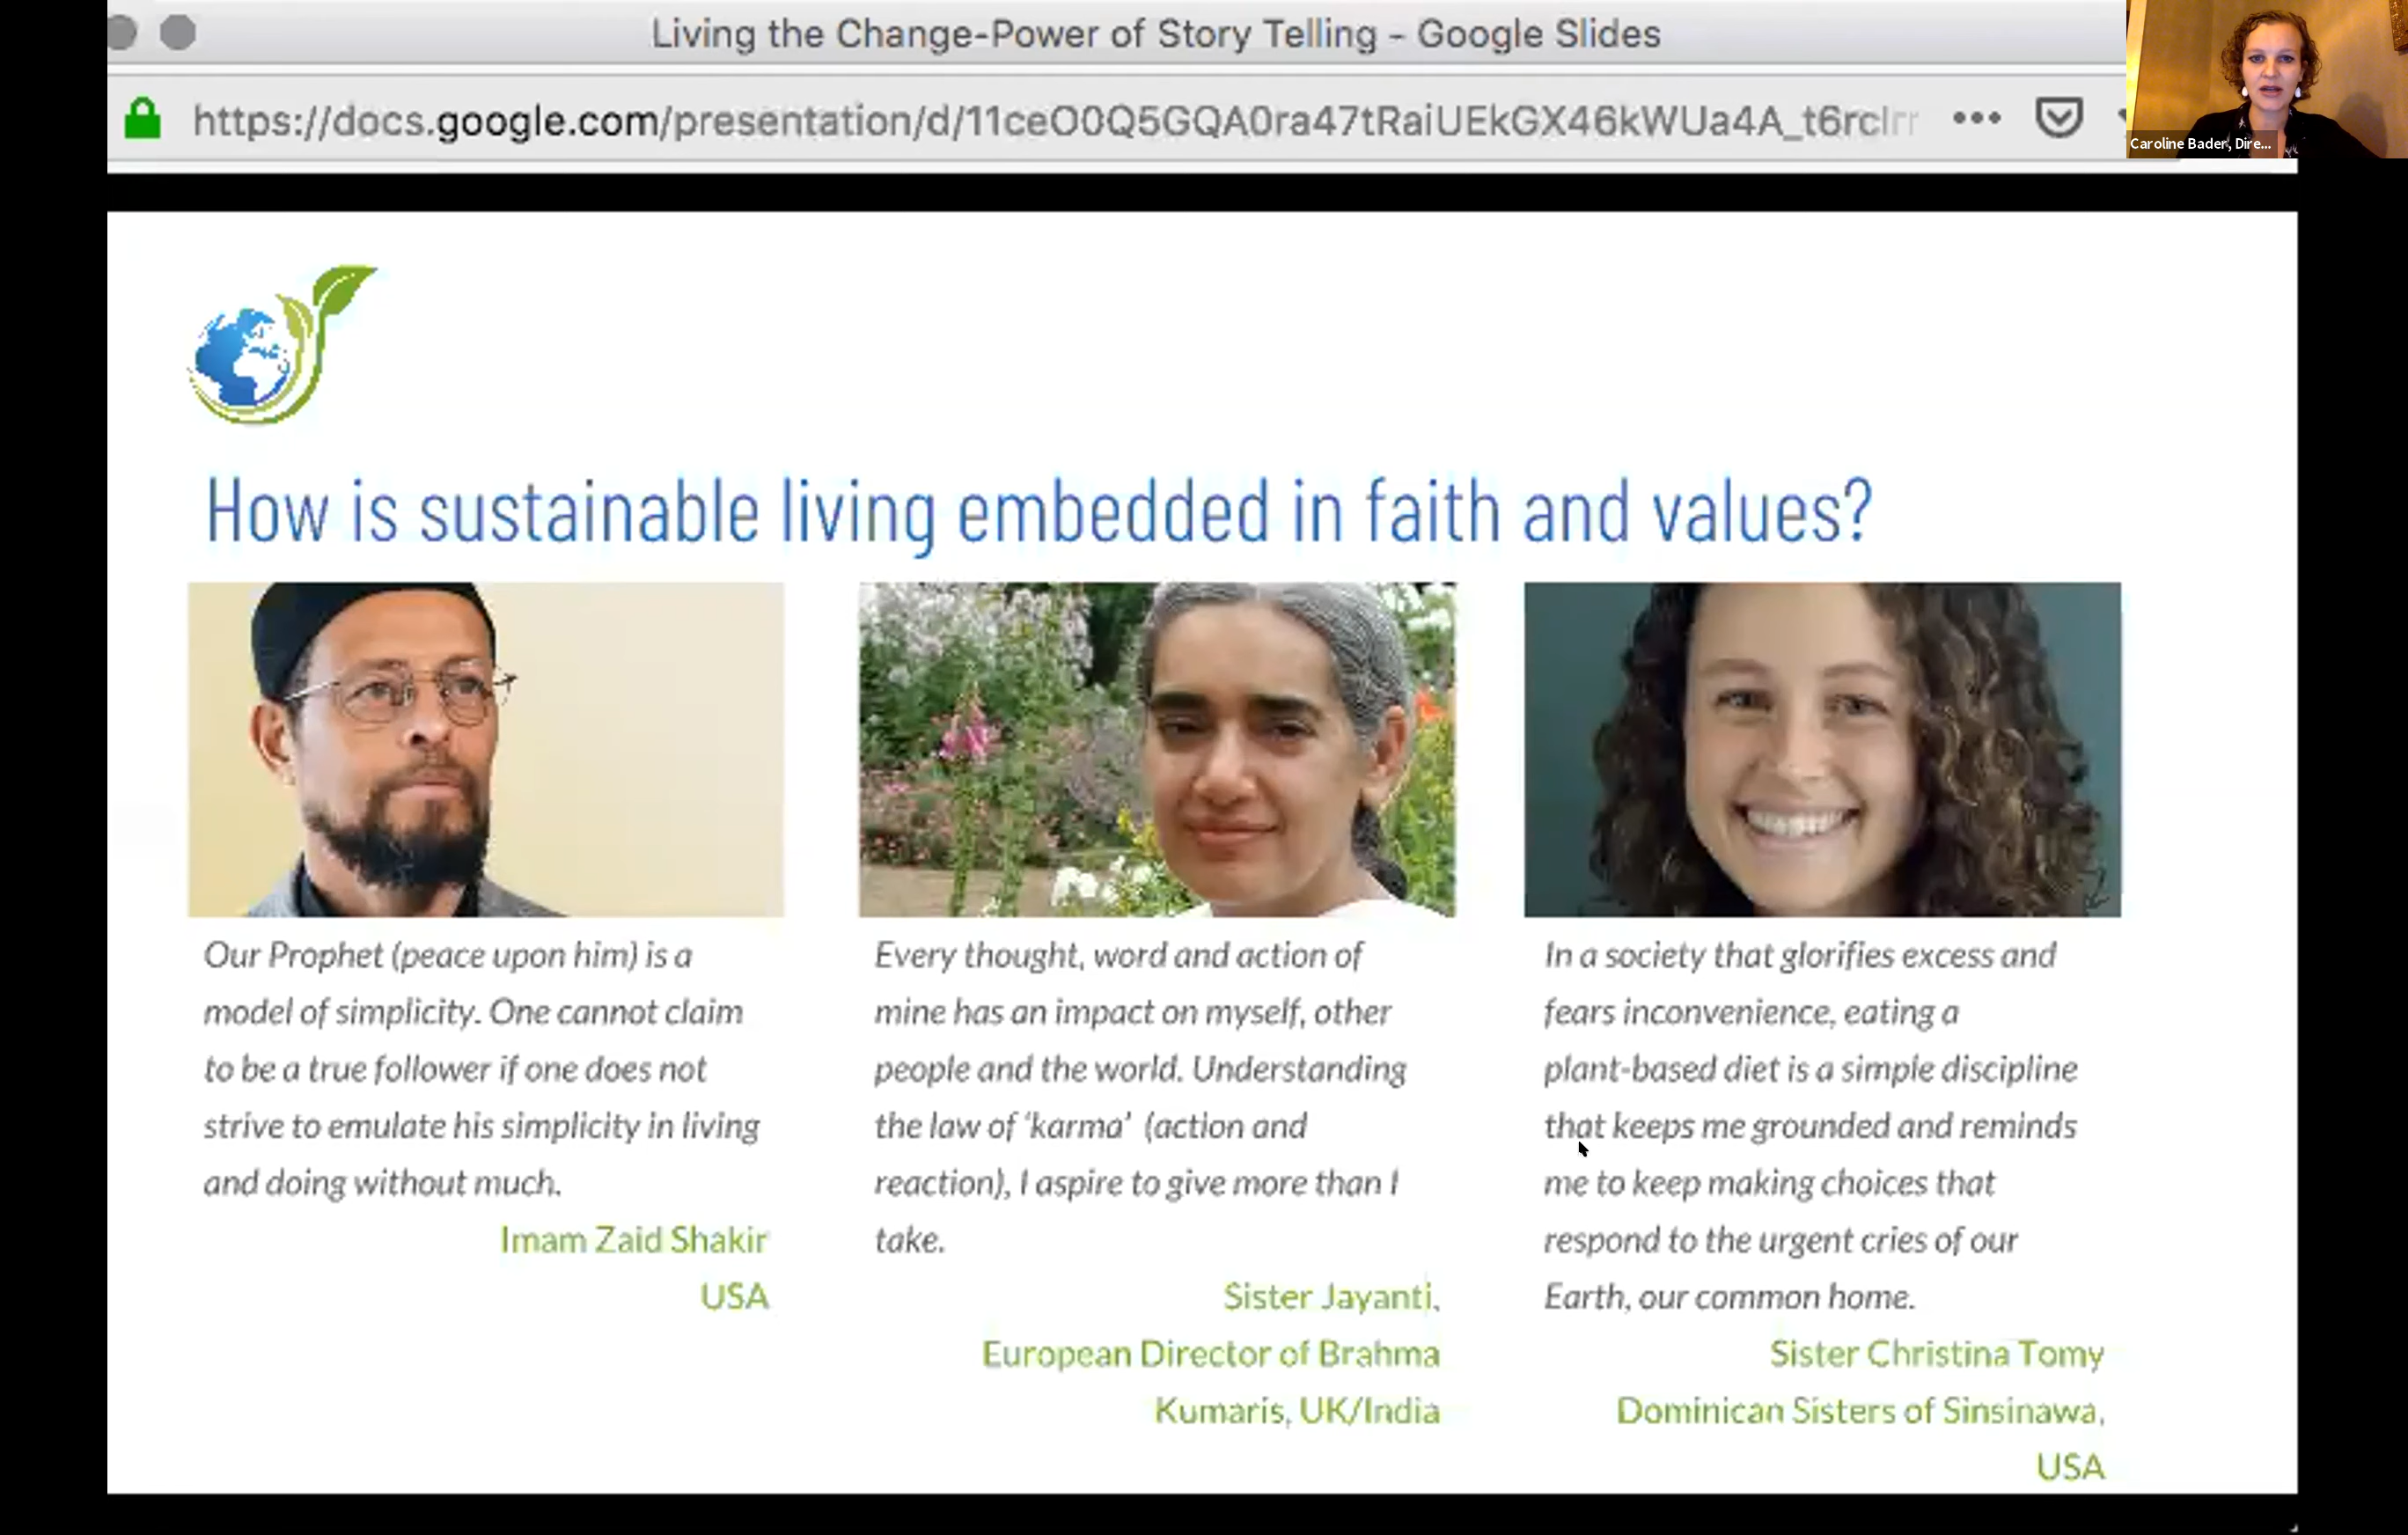 Living the Change-Power of Story Telling – Google Slides
https://docs.google.com/presentation/d/11ceO0Q5GQA0ra47tRaiUEkGX46kWUa4A_t6rc
Caroline Bader, Dire...
How is sustainable living embedded in faith and values?
Our Prophet (peace upon him) is a
model of simplicity. One cannot claim
to be a true follower if one does not
strive to emulate his simplicity in living
and doing without much.
Imam Zaid Shakir
USA
Every thought, word and action of
mine has an impact on myself, other
people and the world. Understanding
the law of ‘karma’ (action and
reaction), I aspire to give more than I
take.
Sister Jayanti,
European Director of Brahma
Kumaris, UK/India
In a society that glorifies excess and
fears inconvenience, eating a
plant-based diet is a simple discipline
that keeps me grounded and reminds
me to keep making choices that
respond to the urgent cries of our
Earth, our common home.
Sister Christina Tomy
Dominican Sisters of Sinsinawa,
USA